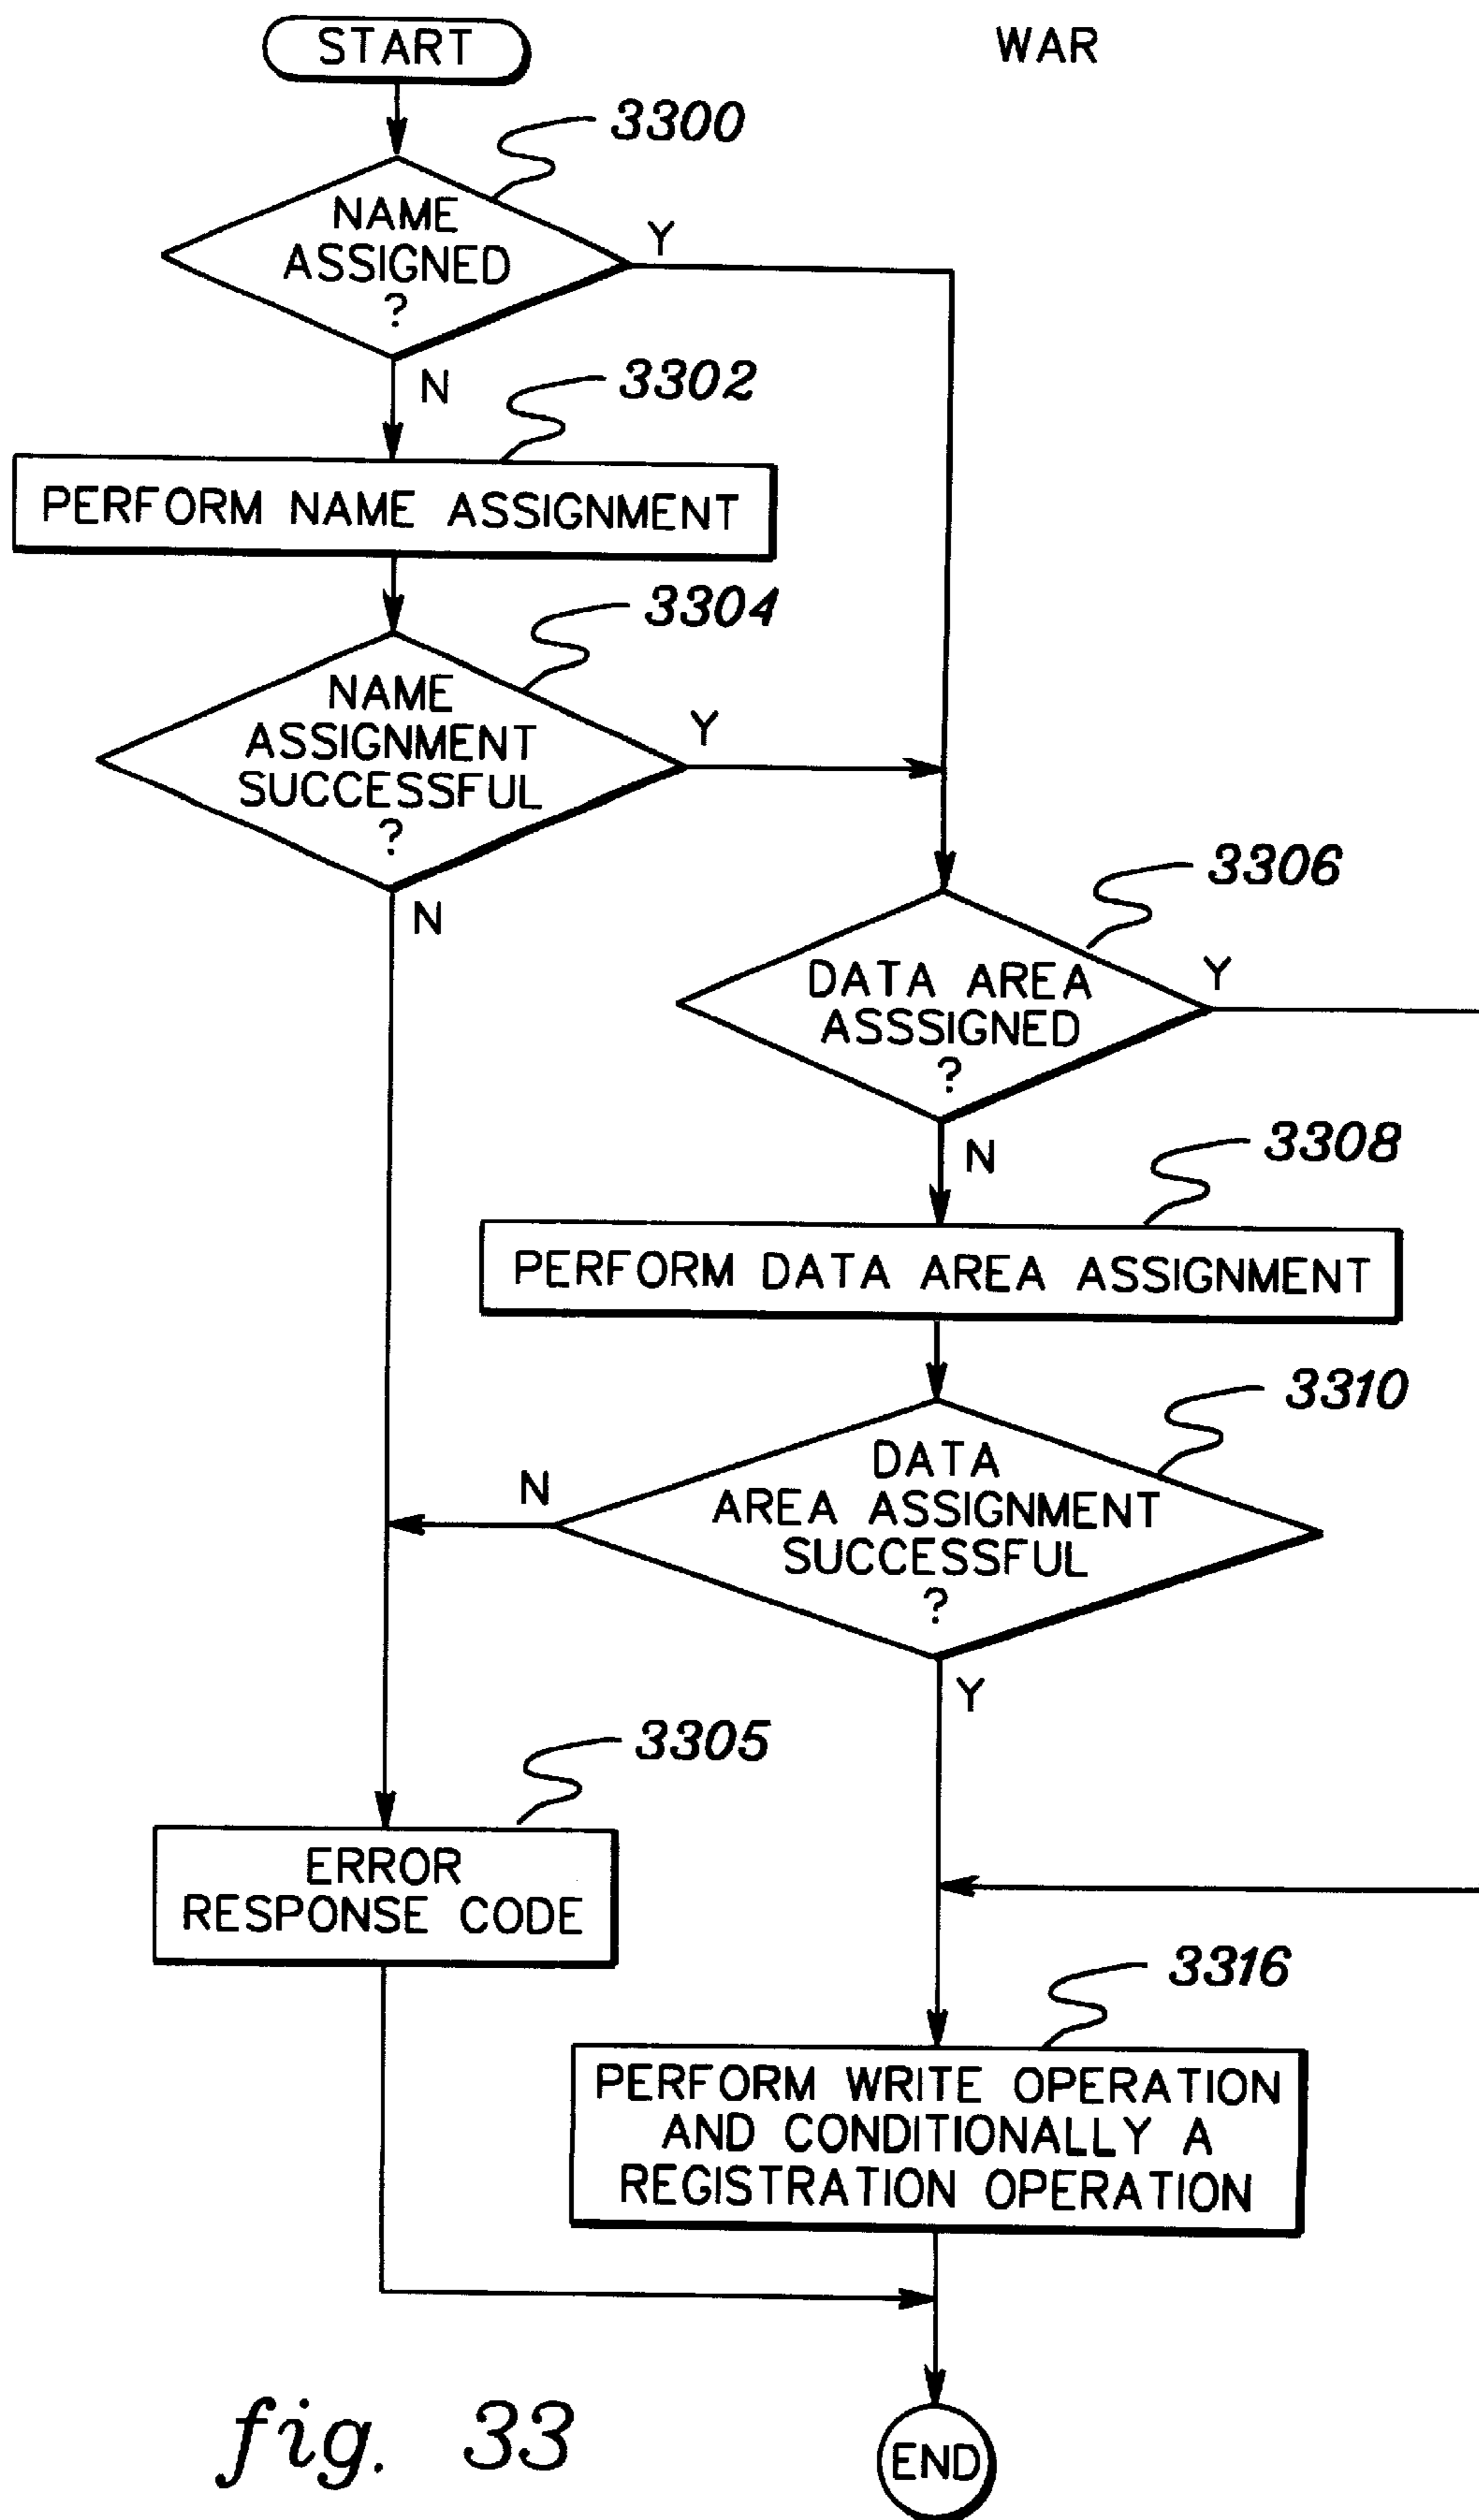 START
WAR
3300
NAME
ASSIGNED
?
Y
N
3302
PERFORM NAME ASSIGNMENT
3304
NAME
ASSIGNMENT
SUCCESSFUL
?
Y
N
3306
DATA AREA
ASSSIGNED
?
Y
N
3308
PERFORM DATA AREA ASSIGNMENT
3310
DATA
AREA ASSIGNMENT
SUCCESSFUL
?
N
Y
3305
ERROR
RESPONSE CODE
3316
PERFORM WRITE OPERATION
AND CONDITIONALLY A
REGISTRATION OPERATION
END
fig. 33